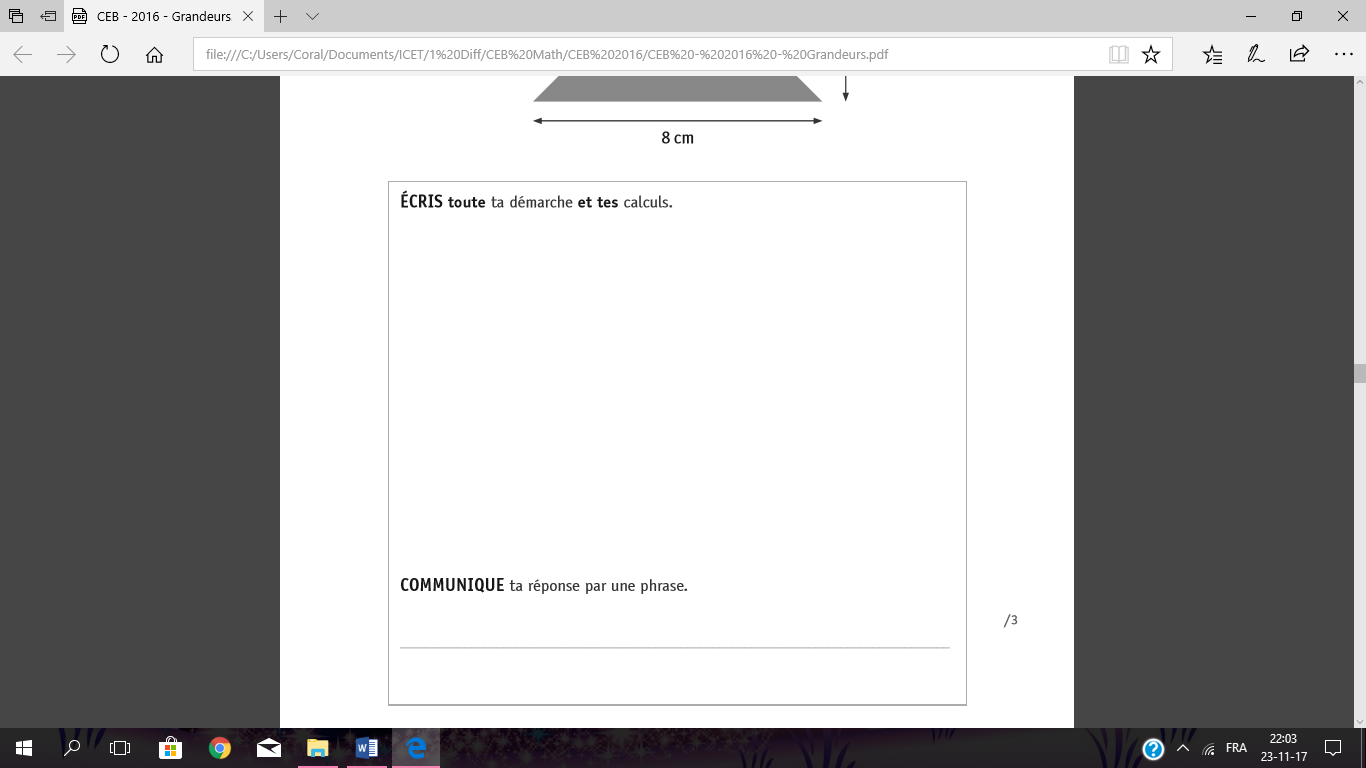 CEB - 2016 - Grandeurs
file:///C:/Users/Coral/Documents/ICET/1%20Diff/CEB%20Math/CEB%202016/CEB%20-%202016%20-%20Grandeurs.pdf
8 cm
ÉCRIS toute ta démarche et tes calculs.
COMMUNIQUE ta réponse par une phrase.
/3
FRA
22:03
23-11-17